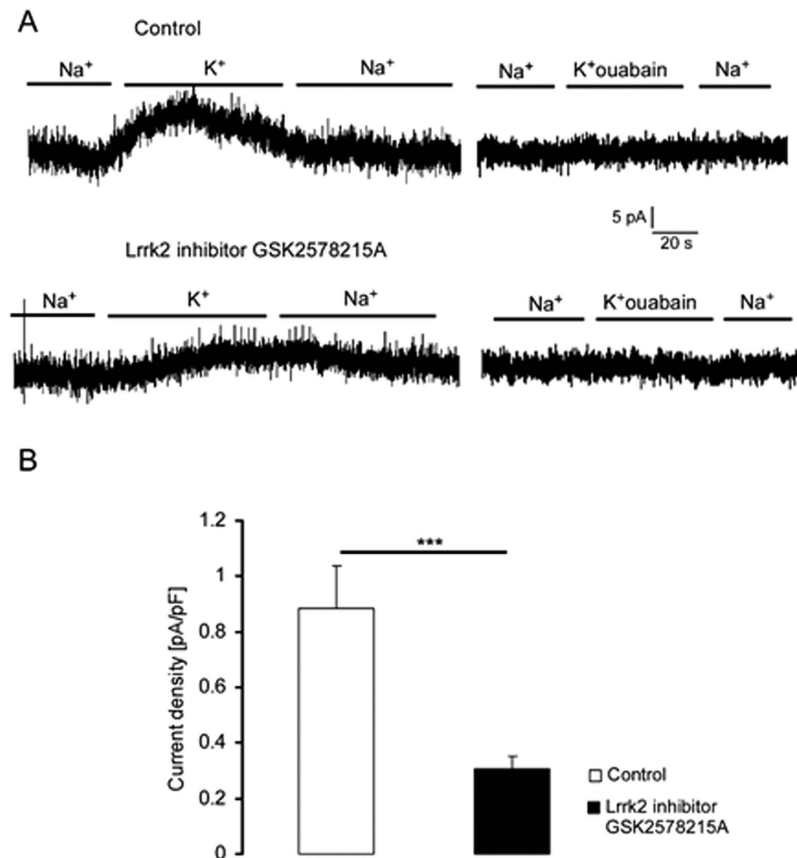 A
Control
Na⁺ K⁺ Na⁺ Na⁺ K⁺ouabain Na⁺
5 pA
20 s
Lrrk2 inhibitor GSK2578215A
Na⁺ K⁺ Na⁺ Na⁺ K⁺ouabain Na⁺
B
Current density [pA/pF]
1.2
1
0.8
0.6
0.4
0.2
0
***
Control
Lrrk2 inhibitor
GSK2578215A